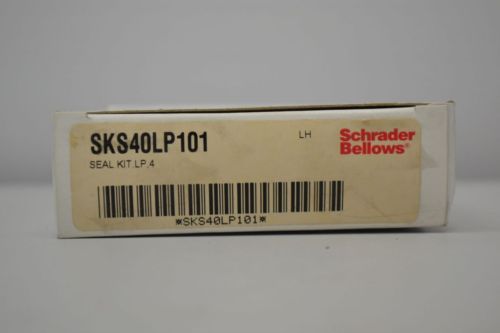 SKS40LP101
LH
Schrader
Bellows®
SEAL KIT.LP.4
*SKS40LP101*